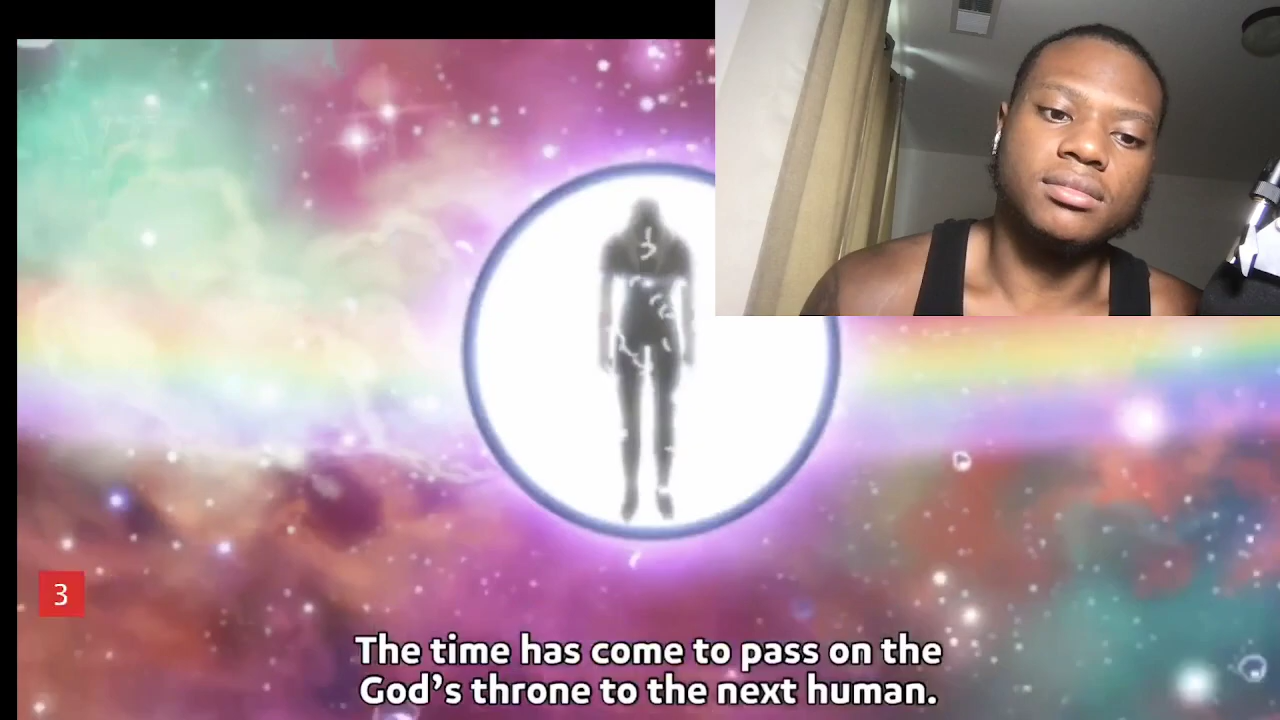 3
The time has come to pass on the
God's throne to the next human.